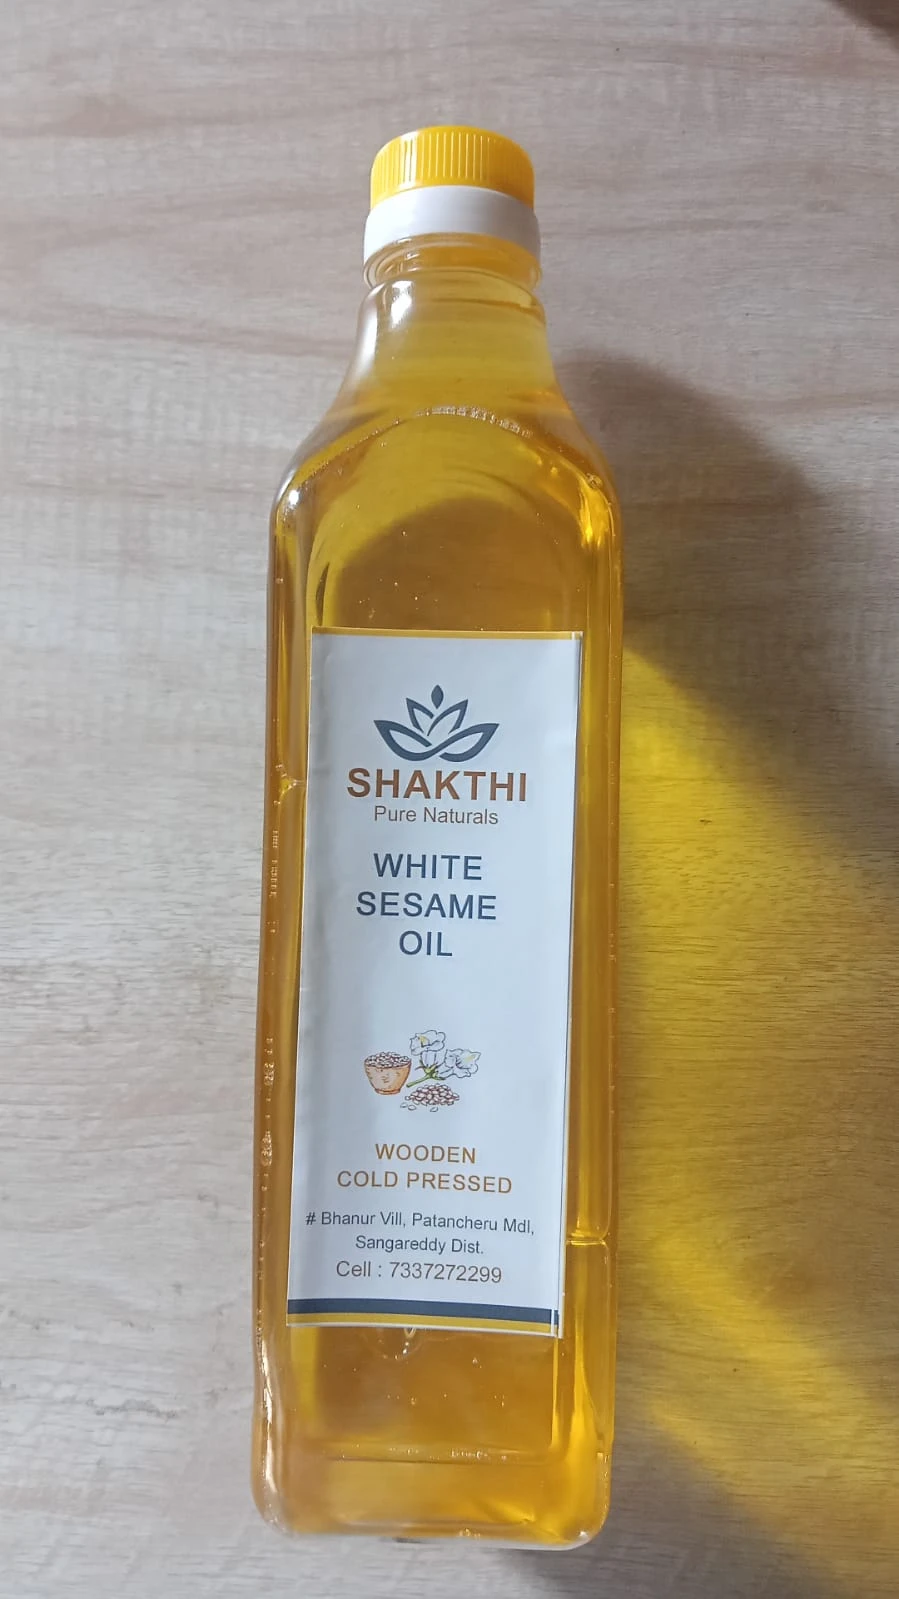 SHAKTHI
Pure Naturals
WHITE
SESAME
OIL
WOODEN
COLD PRESSED
# Bhanur Vill, Patancheru Mdl,
Sangareddy Dist.
Cell : 7337272299